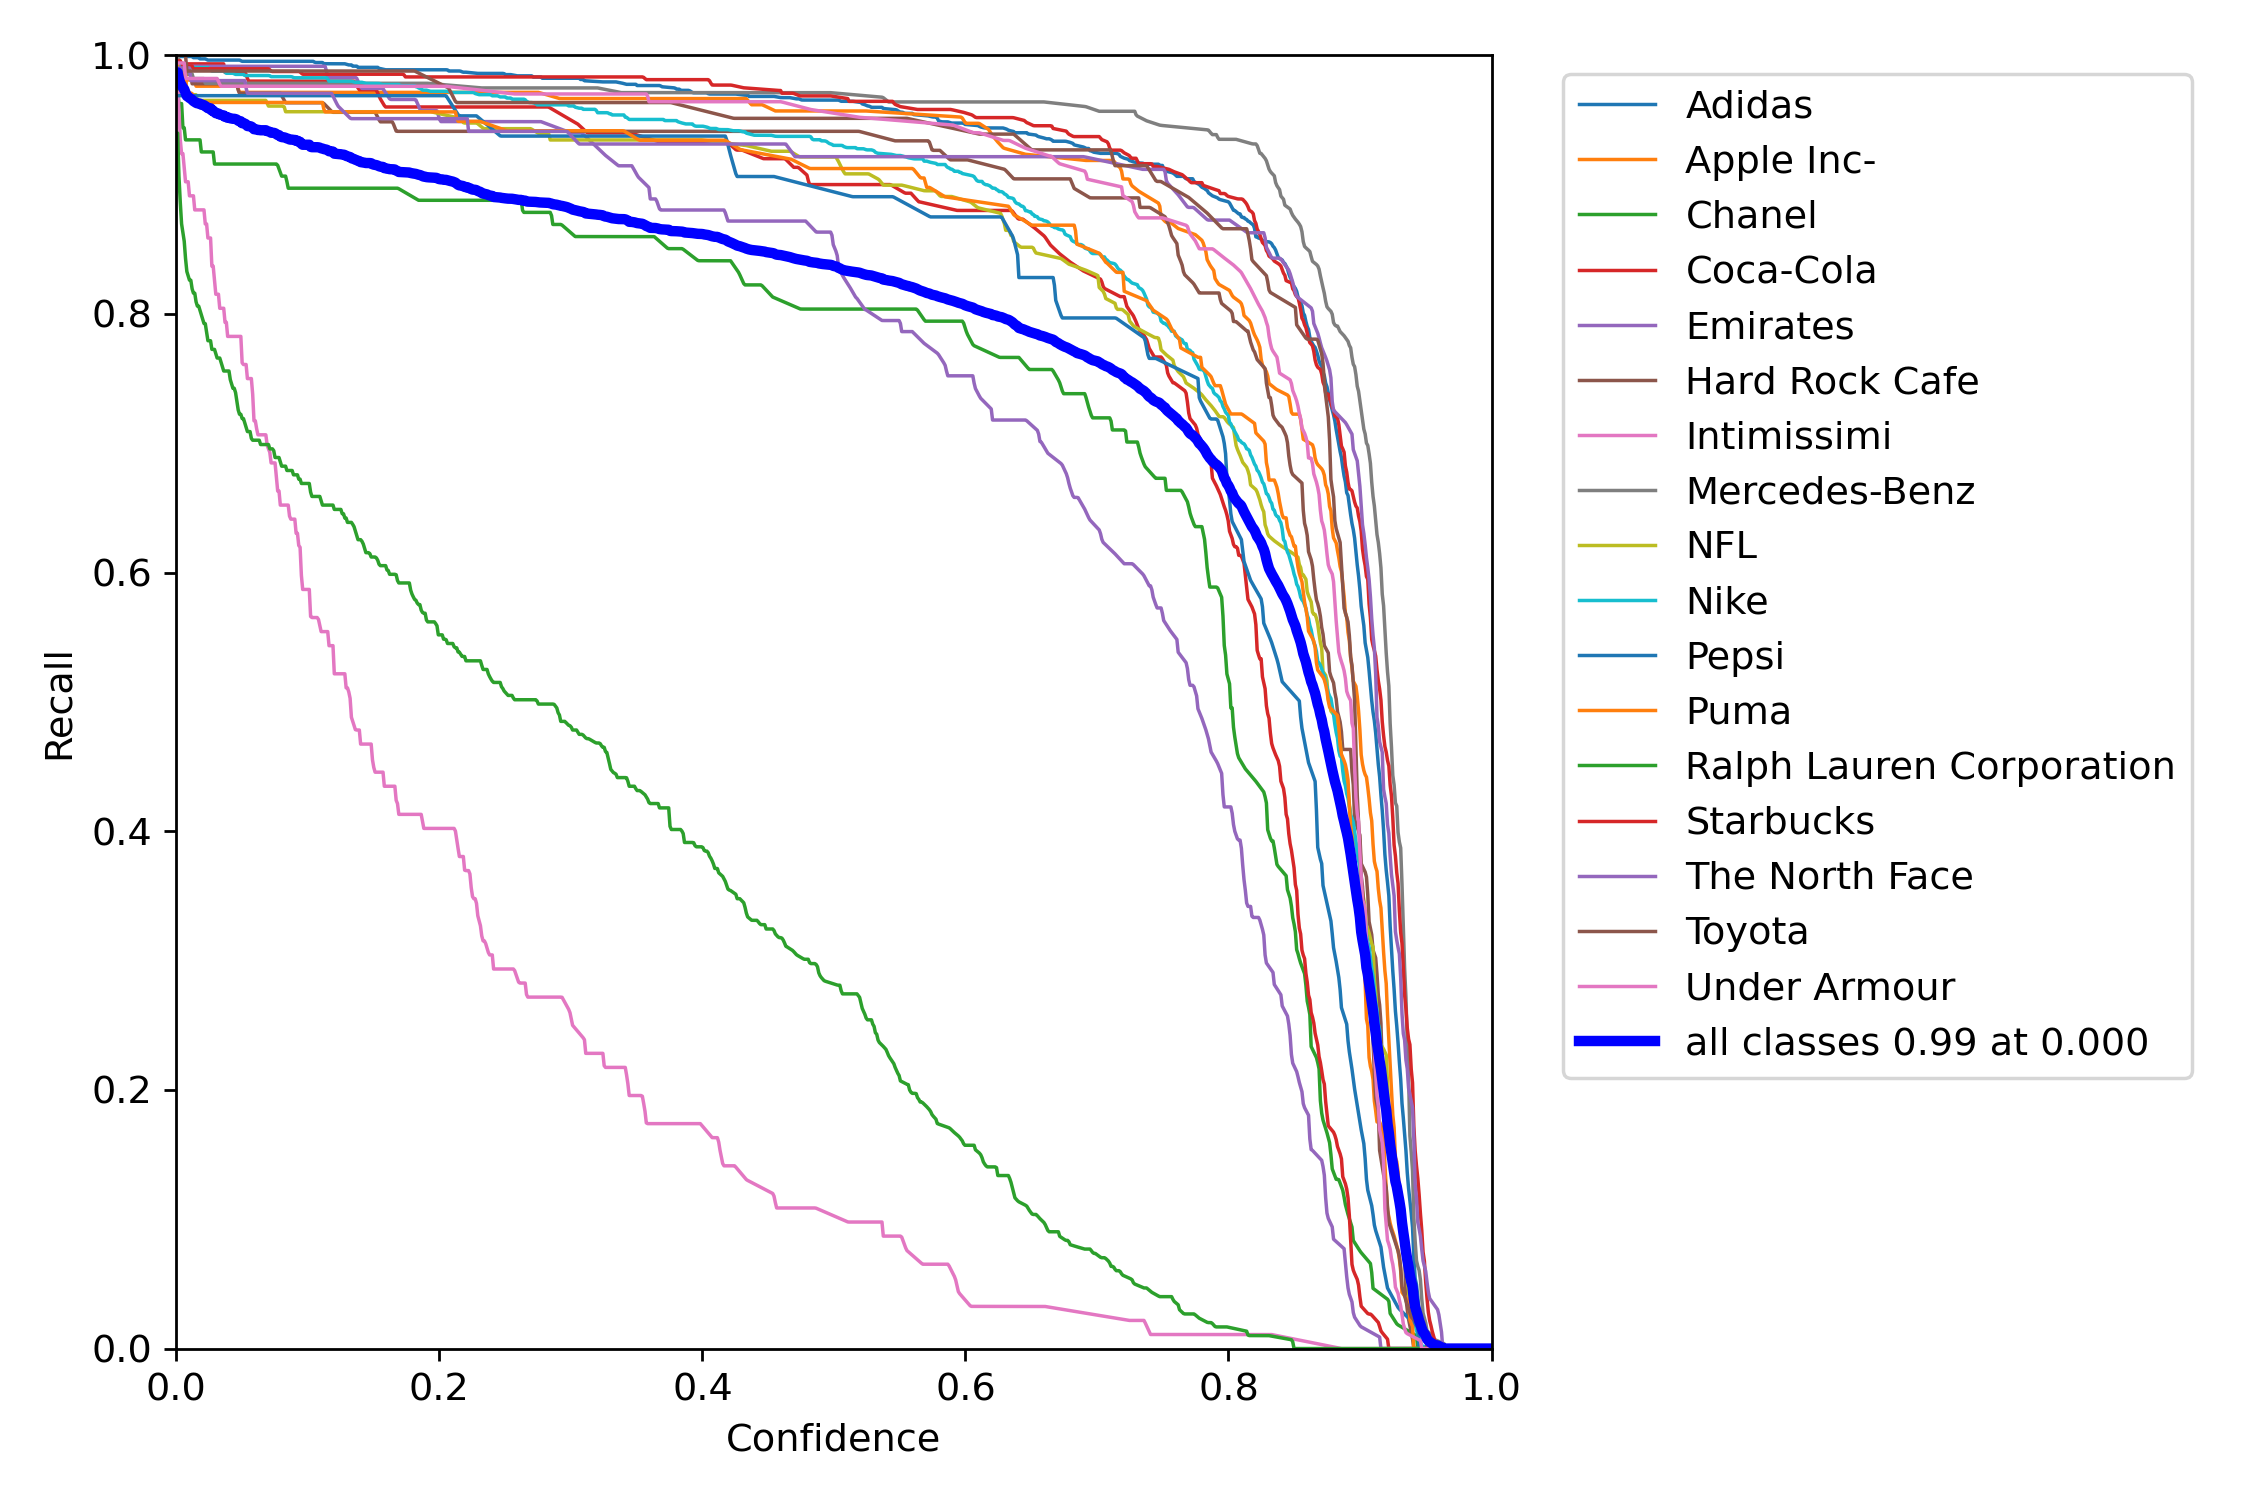 1.0
0.8
0.6
0.4
0.2
0.0
0.0 0.2 0.4 0.6 0.8 1.0
Recall
Confidence
Adidas
Apple Inc-
Chanel
Coca-Cola
Emirates
Hard Rock Cafe
Intimissimi
Mercedes-Benz
NFL
Nike
Pepsi
Puma
Ralph Lauren Corporation
Starbucks
The North Face
Toyota
Under Armour
all classes 0.99 at 0.000